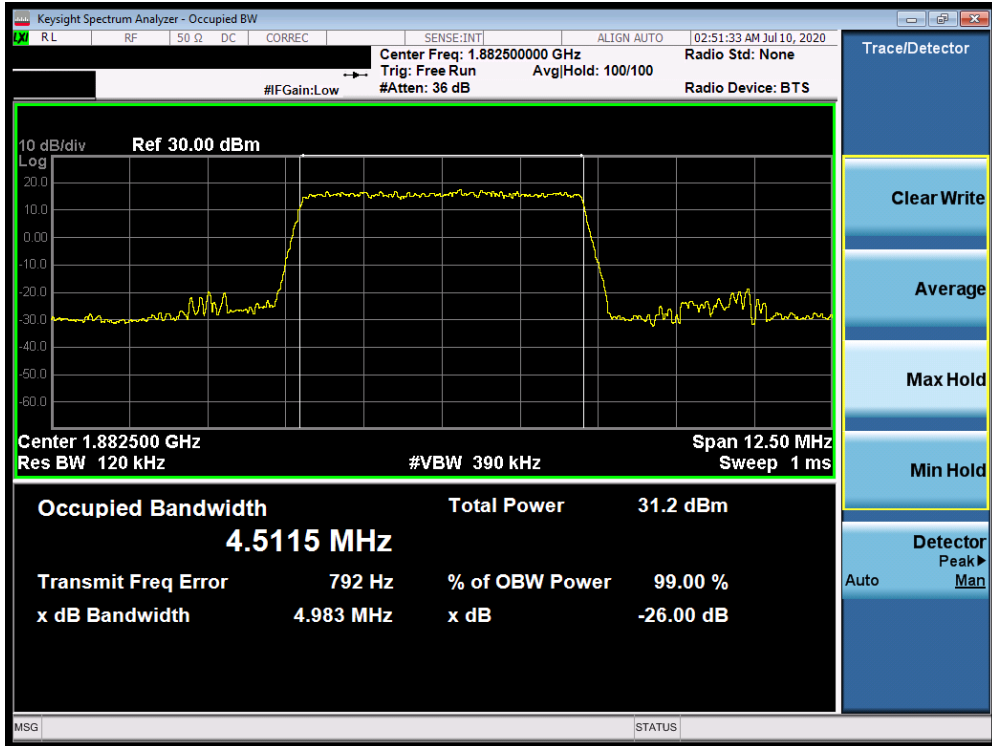 Keysight Spectrum Analyzer - Occupied BW
LXI RL RF 50 Ω DC CORREC SENSE:INT ALIGN AUTO 02:51:33 AM Jul 10, 2020
Center Freq: 1.882500000 GHz Radio Std: None
Trig: Free Run Avg|Hold: 100/100
#IFGain:Low #Atten: 36 dB Radio Device: BTS
Trace/Detector
10 dB/div Ref 30.00 dBm
Log
20.0
10.0
0.00
-10.0
-20.0
-30.0
-40.0
-50.0
-60.0
Center 1.882500 GHz Span 12.50 MHz
Res BW 120 kHz #VBW 390 kHz Sweep 1 ms
Occupied Bandwidth Total Power 31.2 dBm
4.5115 MHz
Transmit Freq Error 792 Hz % of OBW Power 99.00 %
x dB Bandwidth 4.983 MHz x dB -26.00 dB
Clear Write
Average
Max Hold
Min Hold
Detector
Peak▶
Auto Man
MSG STATUS